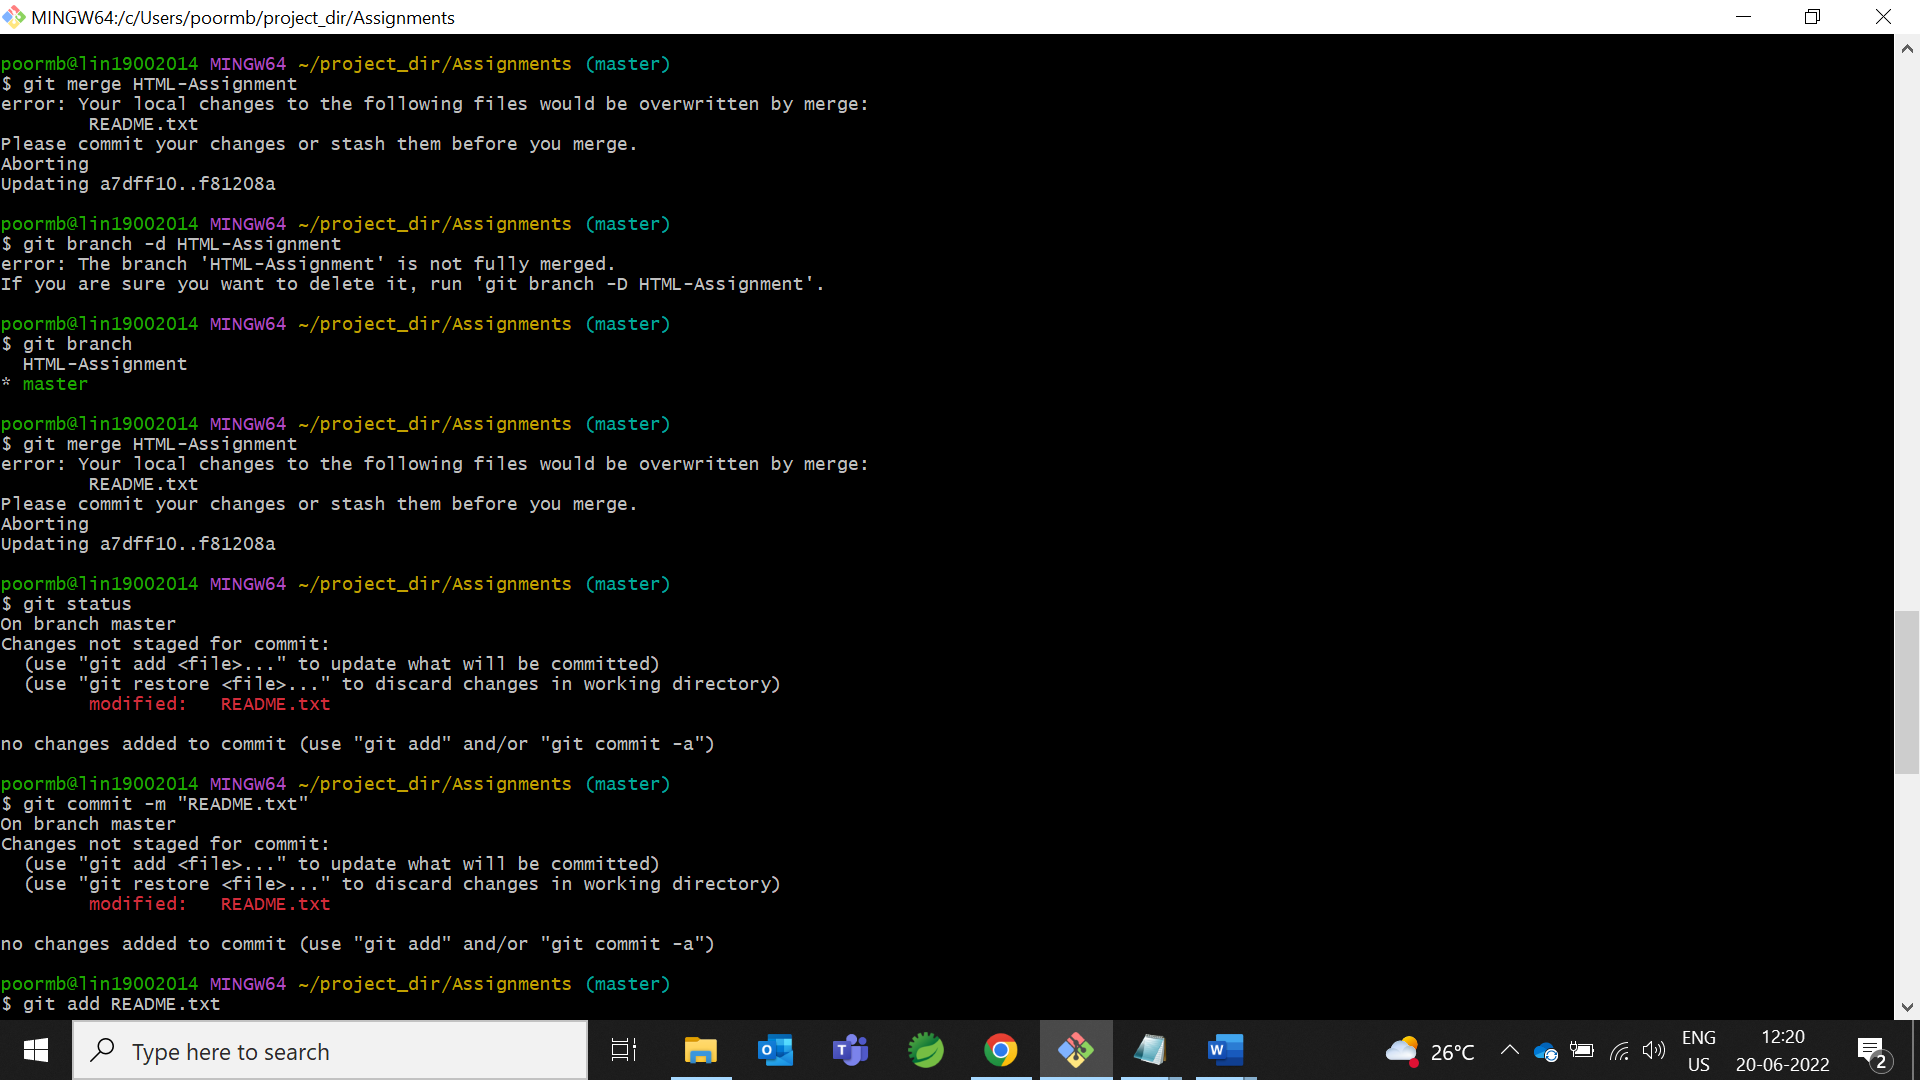 MINGW64:/c/Users/poormb/project_dir/Assignments
poormb@lin19002014 MINGW64 ~/project_dir/Assignments (master)
$ git merge HTML-Assignment
error: Your local changes to the following files would be overwritten by merge:
        README.txt
Please commit your changes or stash them before you merge.
Aborting
Updating a7dff10..f81208a
poormb@lin19002014 MINGW64 ~/project_dir/Assignments (master)
$ git branch -d HTML-Assignment
error: The branch 'HTML-Assignment' is not fully merged.
If you are sure you want to delete it, run 'git branch -D HTML-Assignment'.
poormb@lin19002014 MINGW64 ~/project_dir/Assignments (master)
$ git branch
  HTML-Assignment
* master
poormb@lin19002014 MINGW64 ~/project_dir/Assignments (master)
$ git merge HTML-Assignment
error: Your local changes to the following files would be overwritten by merge:
        README.txt
Please commit your changes or stash them before you merge.
Aborting
Updating a7dff10..f81208a
poormb@lin19002014 MINGW64 ~/project_dir/Assignments (master)
$ git status
On branch master
Changes not staged for commit:
  (use "git add <file>..." to update what will be committed)
  (use "git restore <file>..." to discard changes in working directory)
        modified:   README.txt
no changes added to commit (use "git add" and/or "git commit -a")
poormb@lin19002014 MINGW64 ~/project_dir/Assignments (master)
$ git commit -m "README.txt"
On branch master
Changes not staged for commit:
  (use "git add <file>..." to update what will be committed)
  (use "git restore <file>..." to discard changes in working directory)
        modified:   README.txt
no changes added to commit (use "git add" and/or "git commit -a")
poormb@lin19002014 MINGW64 ~/project_dir/Assignments (master)
$ git add README.txt
Type here to search
26°C
ENG
US
12:20
20-06-2022
2